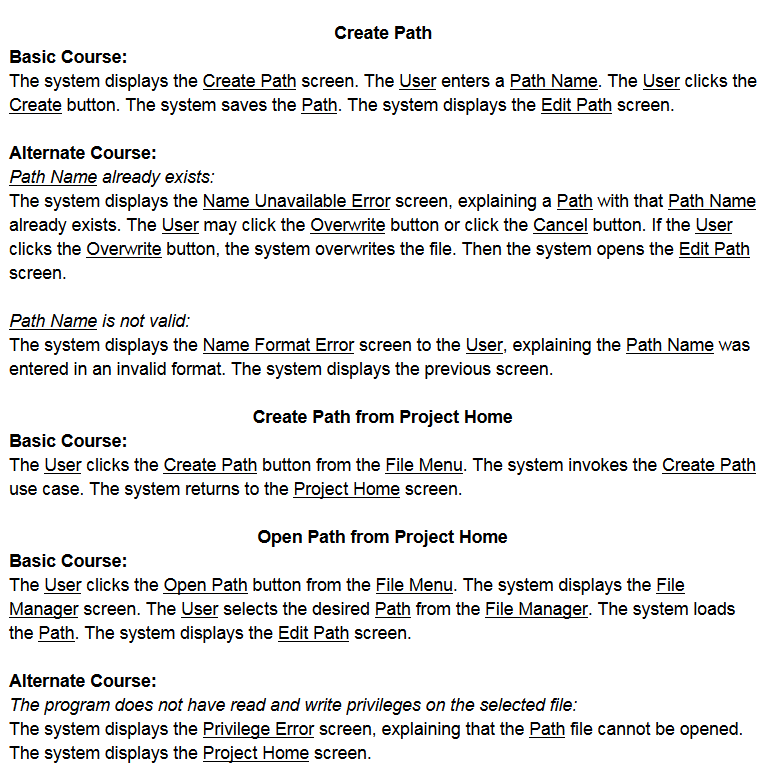 Create Path
Basic Course:
The system displays the Create Path screen. The User enters a Path Name. The User clicks the
Create button. The system saves the Path. The system displays the Edit Path screen.
Alternate Course:
Path Name already exists:
The system displays the Name Unavailable Error screen, explaining a Path with that Path Name
already exists. The User may click the Overwrite button or click the Cancel button. If the User
clicks the Overwrite button, the system overwrites the file. Then the system opens the Edit Path
screen.
Path Name is not valid:
The system displays the Name Format Error screen to the User, explaining the Path Name was
entered in an invalid format. The system displays the previous screen.
Create Path from Project Home
Basic Course:
The User clicks the Create Path button from the File Menu. The system invokes the Create Path
use case. The system returns to the Project Home screen.
Open Path from Project Home
Basic Course:
The User clicks the Open Path button from the File Menu. The system displays the File
Manager screen. The User selects the desired Path from the File Manager. The system loads
the Path. The system displays the Edit Path screen.
Alternate Course:
The program does not have read and write privileges on the selected file:
The system displays the Privilege Error screen, explaining that the Path file cannot be opened.
The system displays the Project Home screen.